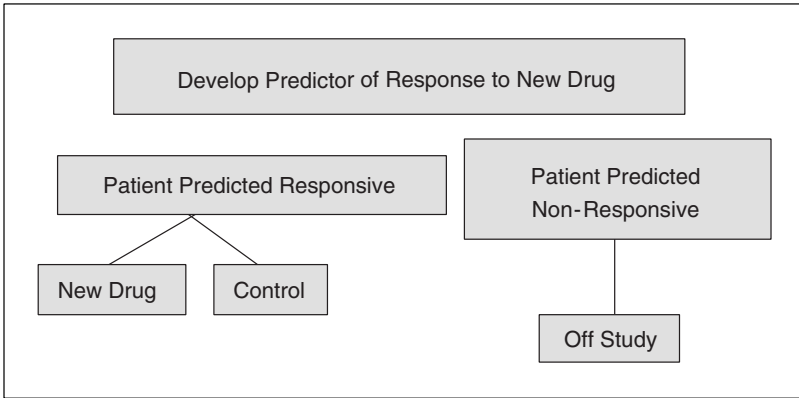 Develop Predictor of Response to New Drug
Patient Predicted Responsive
Patient Predicted
Non-Responsive
New Drug
Control
Off Study